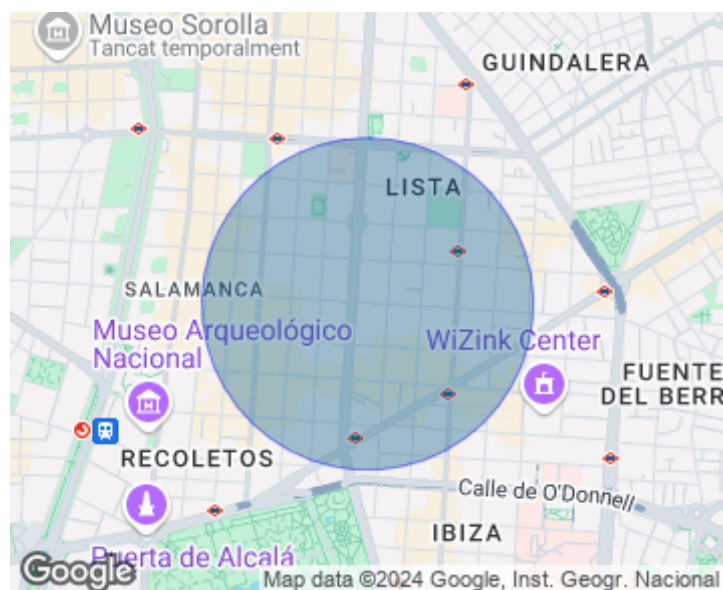 Museo Sorolla
Tancat temporalment
GUINDALERA
LISTA
SALAMANCA
Museo Arqueológico
Nacional
WiZink Center
FUENTE
DEL BERR
RECOLETOS
Calle de O'Donnell
IBIZA
Puerta de Alcalá
Google
Map data ©2024 Google, Inst. Geogr. Nacional